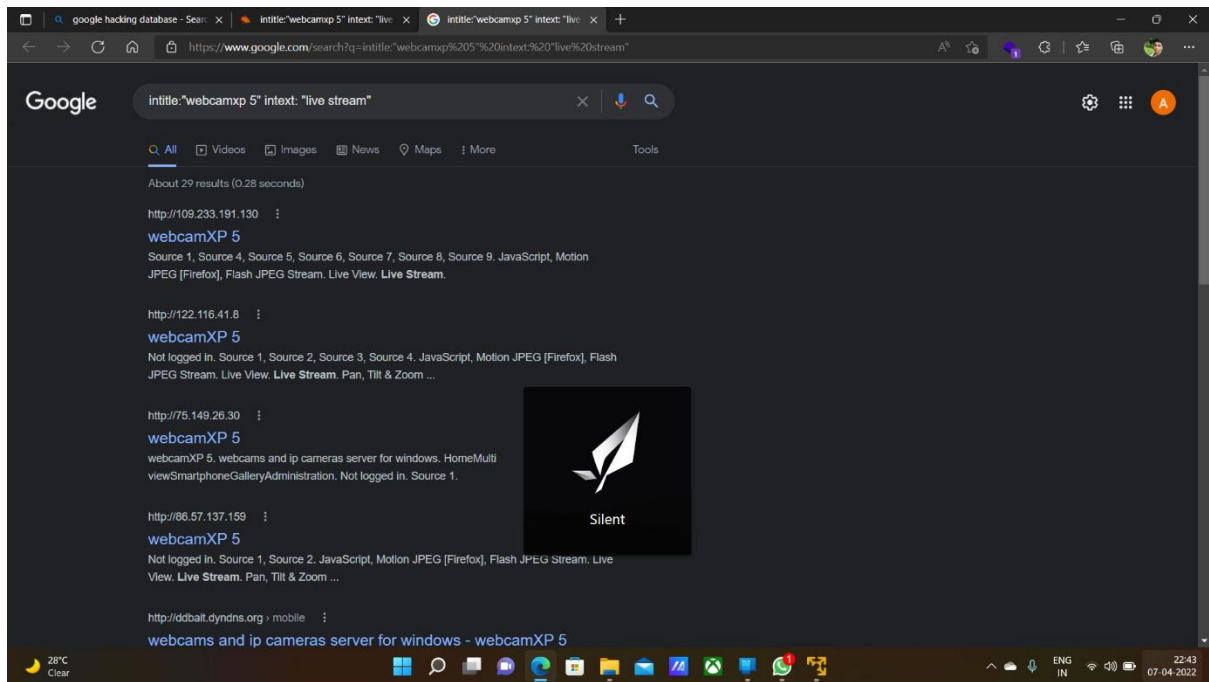 google hacking database - Searc
intitle:"webcamxp 5" intext: "live
intitle:"webcamxp 5" intext: "live
https://www.google.com/search?q=intitle:"webcamxp%205"%20intext:%20"live%20stream"
1
Google
intitle:"webcamxp 5" intext: "live stream"
A
All
Videos
Images
News
Maps
More
Tools
About 29 results (0.28 seconds)
http://109.233.191.130
webcamXP 5
Source 1, Source 4, Source 5, Source 6, Source 7, Source 8, Source 9. JavaScript, Motion
JPEG [Firefox], Flash JPEG Stream. Live View. Live Stream.
http://122.116.41.8
webcamXP 5
Not logged in. Source 1, Source 2, Source 3, Source 4. JavaScript, Motion JPEG [Firefox], Flash
JPEG Stream. Live View. Live Stream. Pan, Tilt & Zoom ...
http://75.149.26.30
webcamXP 5
webcamXP 5. webcams and ip cameras server for windows. HomeMulti
viewSmartphoneGalleryAdministration. Not logged in. Source 1.
Silent
http://86.57.137.159
webcamXP 5
Not logged in. Source 1, Source 2. JavaScript, Motion JPEG [Firefox], Flash JPEG Stream. Live
View. Live Stream. Pan, Tilt & Zoom ...
http://ddbait.dyndns.org › mobile
webcams and ip cameras server for windows - webcamXP 5
28°C
Clear
1
ENG
IN
22:43
07-04-2022